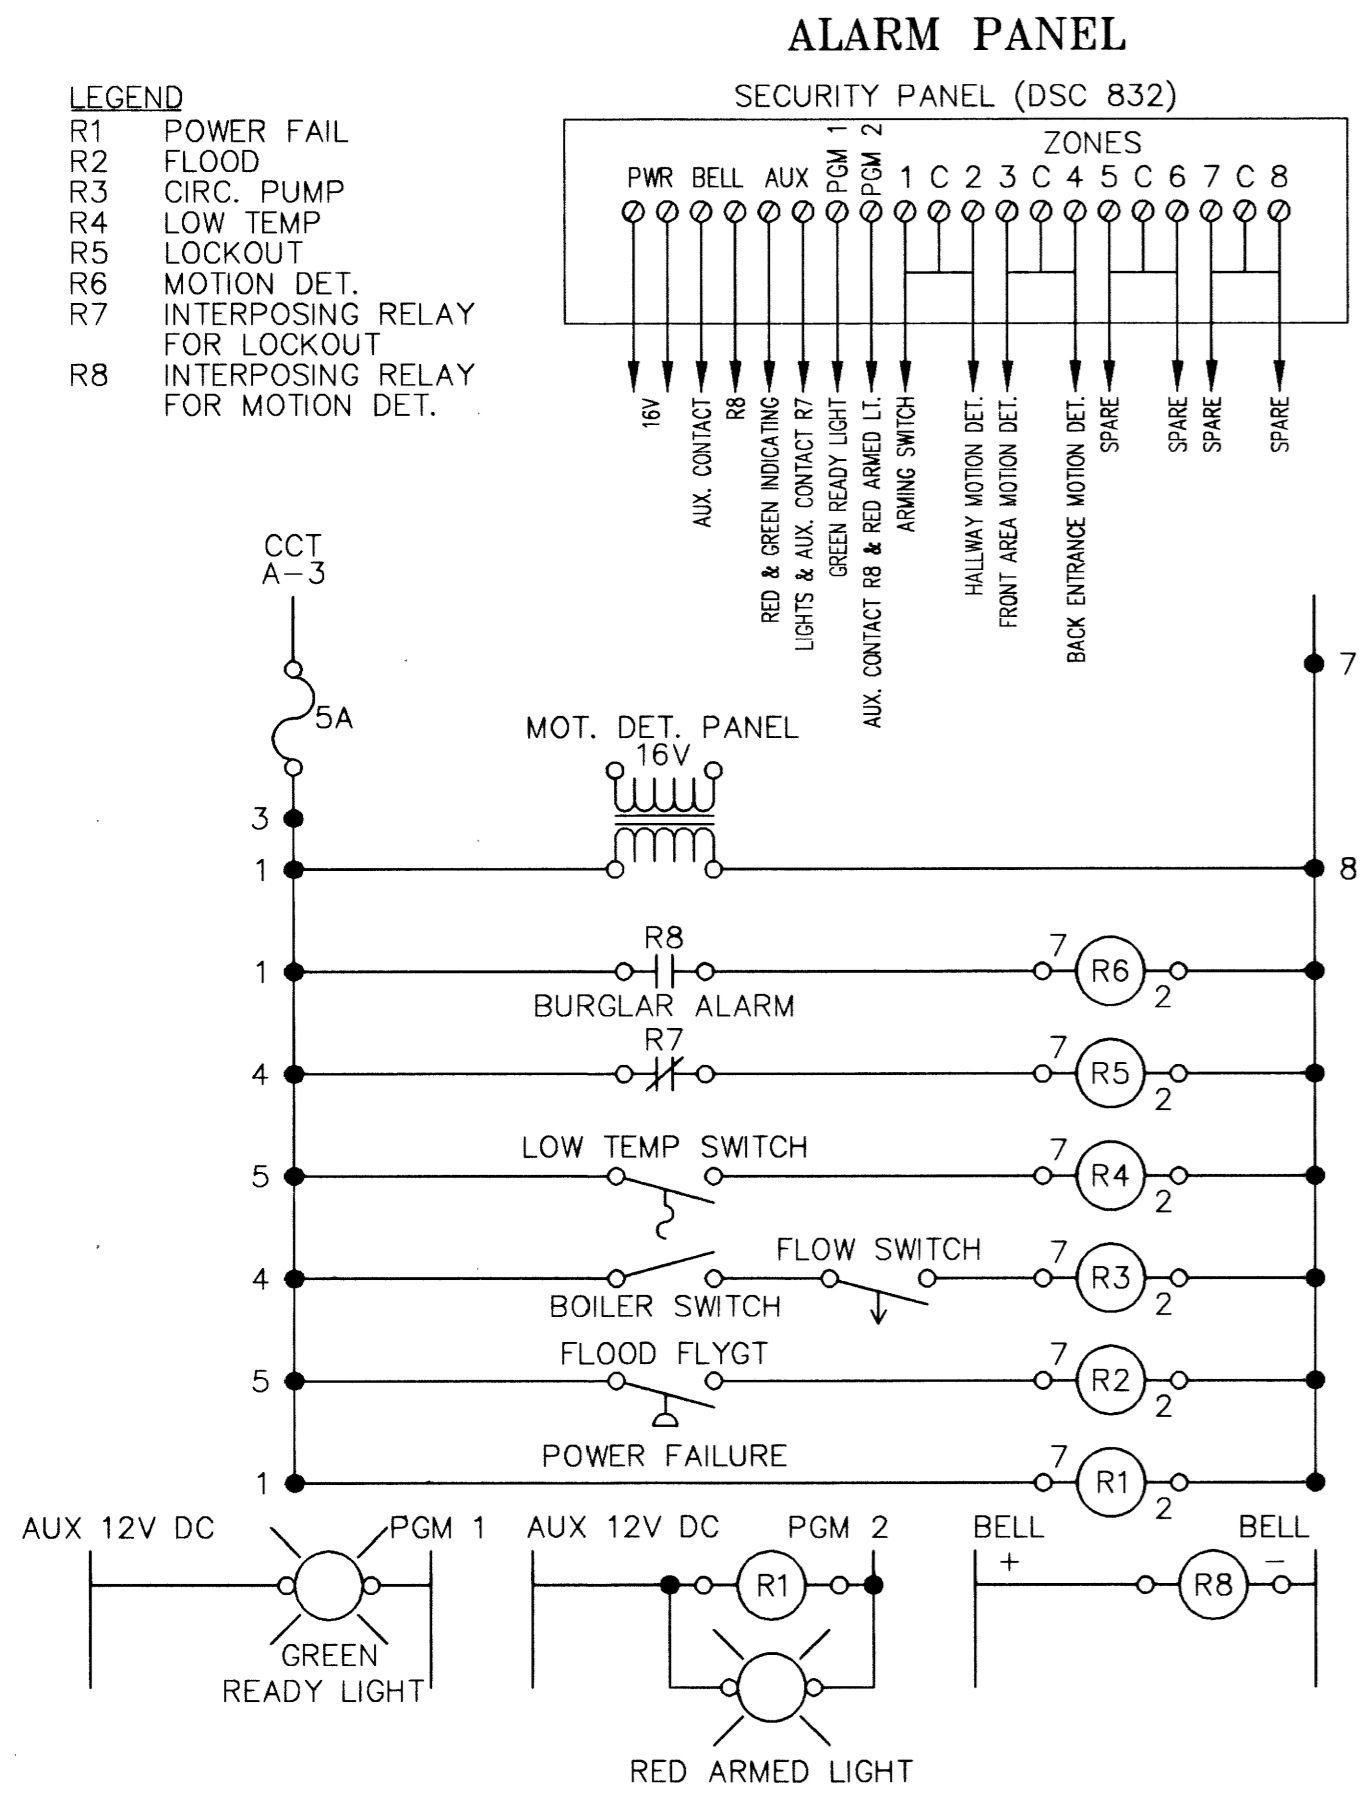 ALARM PANEL
LEGEND
R1 POWER FAIL
R2 FLOOD
R3 CIRC. PUMP
R4 LOW TEMP
R5 LOCKOUT
R6 MOTION DET.
R7 INTERPOSING RELAY
FOR LOCKOUT
R8 INTERPOSING RELAY
FOR MOTION DET.
SECURITY PANEL (DSC 832)
ZONES
PWR BELL AUX PGM 1 PGM 2 1 C 2 3 C 4 5 C 6 7 C 8
16V
AUX. CONTACT
R8
RED & GREEN INDICATING
LIGHTS & AUX. CONTACT R7
GREEN READY LIGHT
AUX. CONTACT R8 & RED ARMED LT.
ARMING SWITCH
HALLWAY MOTION DET.
FRONT AREA MOTION DET.
BACK ENTRANCE MOTION DET.
SPARE
SPARE
SPARE
SPARE
CCT
A-3
5A
7
MOT. DET. PANEL
16V
3
1 8
R8
1 7 R6 2
BURGLAR ALARM
R7
4 7 R5 2
LOW TEMP SWITCH
5 7 R4 2
FLOW SWITCH
4 7 R3 2
BOILER SWITCH
FLOOD FLYGT
5 7 R2 2
POWER FAILURE
1 7 R1 2
AUX 12V DC PGM 1
GREEN
READY LIGHT
AUX 12V DC PGM 2
R1
RED ARMED LIGHT
BELL BELL
+ −
R8